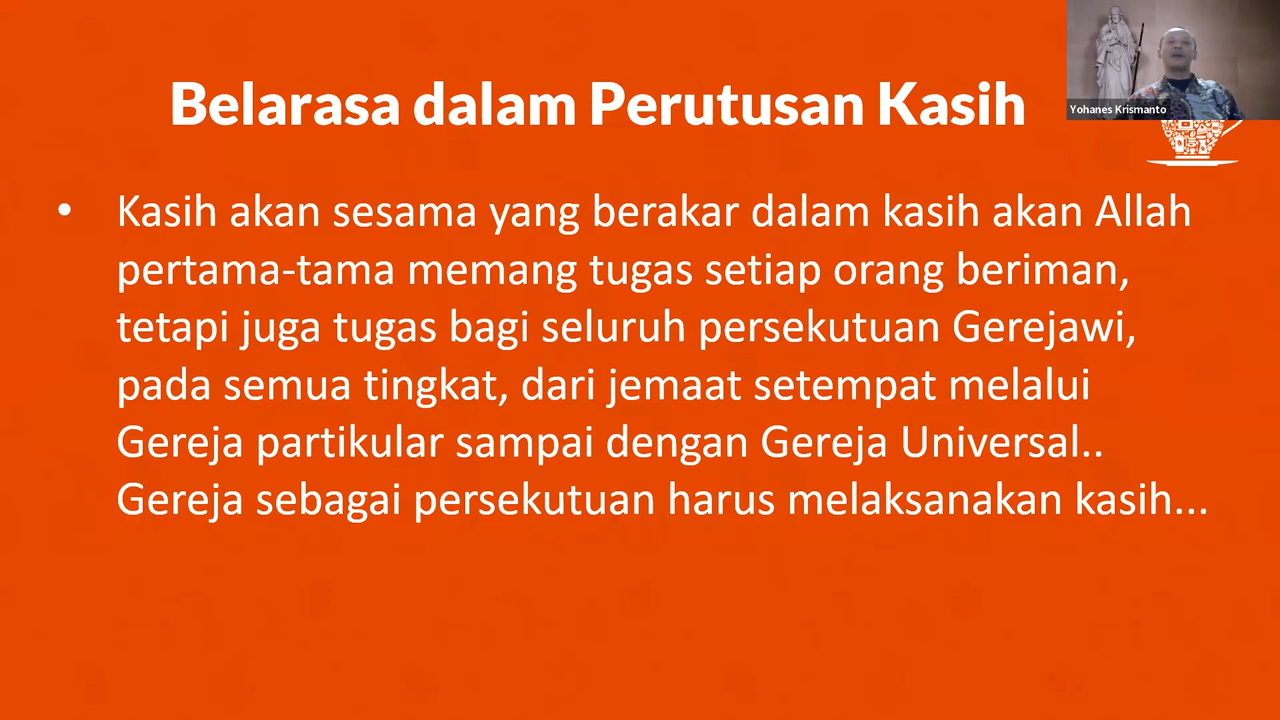 Belarasa dalam Perutusan Kasih
Yohanes Krismanto
• Kasih akan sesama yang berakar dalam kasih akan Allah
pertama-tama memang tugas setiap orang beriman,
tetapi juga tugas bagi seluruh persekutuan Gerejawi,
pada semua tingkat, dari jemaat setempat melalui
Gereja partikular sampai dengan Gereja Universal..
Gereja sebagai persekutuan harus melaksanakan kasih...